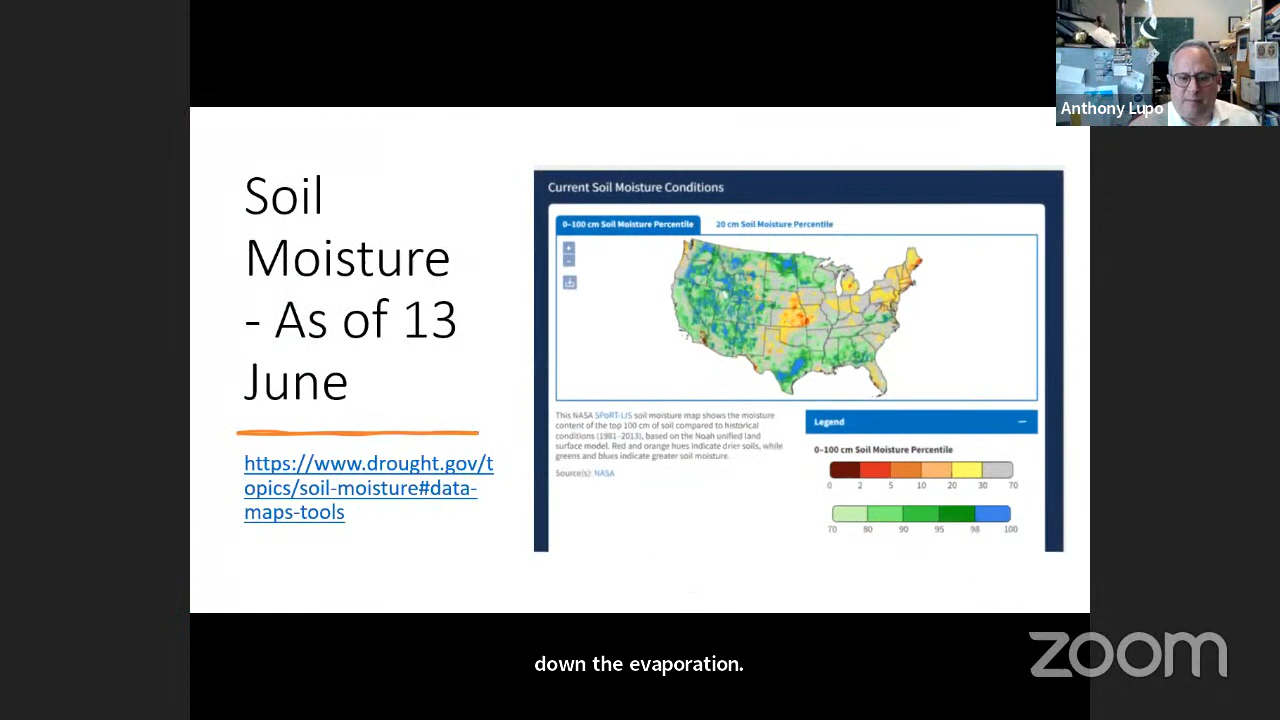 Anthony Lupo
Soil
Moisture
- As of 13
June
https://www.drought.gov/t
opics/soil-moisture#data-
maps-tools
Current Soil Moisture Conditions
0–100 cm Soil Moisture Percentile
20 cm Soil Moisture Percentile
+
−
This NASA SPoRT-LIS soil moisture map shows the moisture
content of the top 100 cm of soil compared to historical
conditions (1981–2013), based on the Noah unified land
surface model. Red and orange hues indicate drier soils, while
greens and blues indicate greater soil moisture.
Source(s): NASA
Legend
0–100 cm Soil Moisture Percentile
0 2 5 10 20 30 70
70 80 90 95 98 100
down the evaporation.
zoom